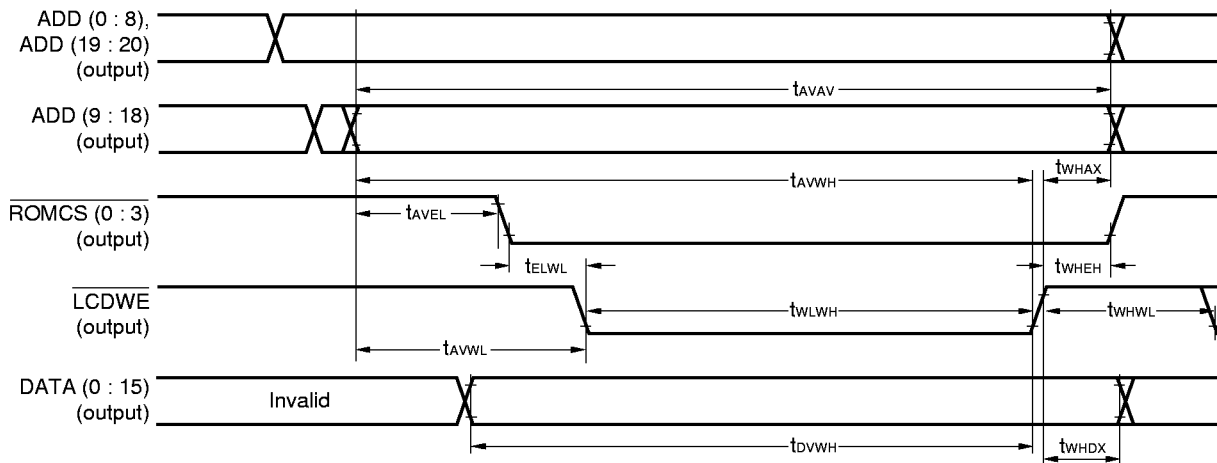 ADD (0 : 8),
ADD (19 : 20)
(output)
tAVAV
ADD (9 : 18)
(output)
tAVWH
tWHAX
ROMCS (0 : 3)
(output)
tAVEL
tELWL
tWHEH
LCDWE
(output)
tWLWH
tWHWL
tAVWL
DATA (0 : 15)
(output)
Invalid
tDVWH
tWHDX